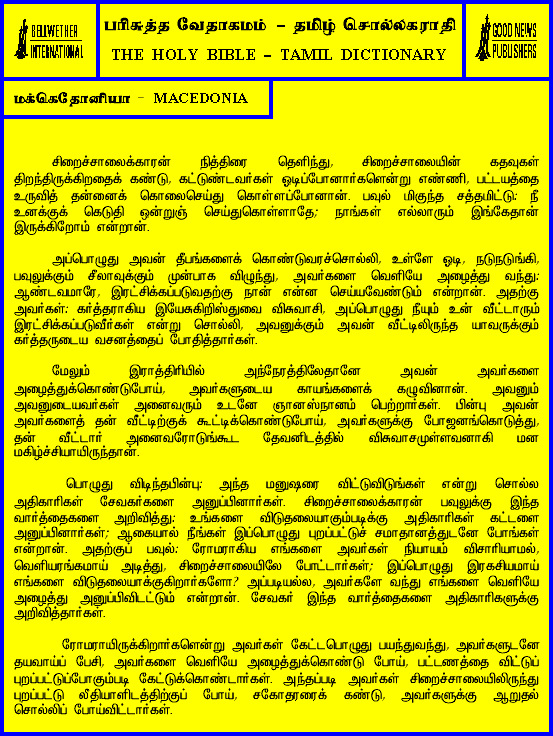 BELLWETHER
INTERNATIONAL
பரிசுத்த வேதாகமம் – தமிழ் சொல்லகராதி
THE HOLY BIBLE – TAMIL DICTIONARY
GOOD NEWS
PUBLISHERS
மக்கெதோனியா – MACEDONIA
சிறைச்சாலைக்காரன் நித்திரை தெளிந்து, சிறைச்சாலையின் கதவுகள்
திறந்திருக்கிறதைக் கண்டு, கட்டுண்டவர்கள் ஓடிப்போனார்களென்று எண்ணி, பட்டயத்தை
உருவித் தன்னைக் கொலைசெய்து கொள்ளப்போனான். பவுல் மிகுந்த சத்தமிட்டு: நீ
உனக்குக் கெடுதி ஒன்றுஞ் செய்துகொள்ளாதே; நாங்கள் எல்லாரும் இங்கேதான்
இருக்கிறோம் என்றான்.
அப்பொழுது அவன் தீபங்களைக் கொண்டுவரச்சொல்லி, உள்ளே ஓடி, நடுநடுங்கி,
பவுலுக்கும் சீலாவுக்கும் முன்பாக விழுந்து, அவர்களை வெளியே அழைத்து வந்து:
ஆண்டவமாரே, இரட்சிக்கப்படுவதற்கு நான் என்ன செய்யவேண்டும் என்றான். அதற்கு
அவர்கள்: கர்த்தராகிய இயேசுகிறிஸ்துவை விசுவாசி, அப்பொழுது நீயும் உன் வீட்டாரும்
இரட்சிக்கப்படுவீர்கள் என்று சொல்லி, அவனுக்கும் அவன் வீட்டிலிருந்த யாவருக்கும்
கர்த்தருடைய வசனத்தைப் போதித்தார்கள்.
மேலும் இராத்திரியில் அந்நேரத்திலேதானே அவன் அவர்களை
அழைத்துக்கொண்டுபோய், அவர்களுடைய காயங்களைக் கழுவினான். அவனும்
அவனுடையவர்கள் அனைவரும் உடனே ஞானஸ்நானம் பெற்றார்கள். பின்பு அவன்
அவர்களைத் தன் வீட்டிற்குக் கூட்டிக்கொண்டுபோய், அவர்களுக்கு போஜனங்கொடுத்து,
தன் வீட்டார் அனைவரோடுங்கூட தேவனிடத்தில் விசுவாசமுள்ளவனாகி மன
மகிழ்ச்சியாயிருந்தான்.
பொழுது விடிந்தபின்பு: அந்த மனுஷரை விட்டுவிடுங்கள் என்று சொல்ல
அதிகாரிகள் சேவகர்களை அனுப்பினார்கள். சிறைச்சாலைக்காரன் பவுலுக்கு இந்த
வார்த்தைகளை அறிவித்து: உங்களை விடுதலையாகும்படிக்கு அதிகாரிகள் கட்டளை
அனுப்பினார்கள்; ஆகையால் நீங்கள் இப்பொழுது புறப்பட்டுச் சமாதானத்துடனே போங்கள்
என்றான். அதற்குப் பவுல்: ரோமராகிய எங்களை அவர்கள் நியாயம் விசாரியாமல்,
வெளியரங்கமாய் அடித்து, சிறைச்சாலையிலே போட்டார்கள்; இப்பொழுது இரகசியமாய்
எங்களை விடுதலையாக்குகிறார்களோ? அப்படியல்ல, அவர்களே வந்து எங்களை வெளியே
அழைத்து அனுப்பிவிடட்டும் என்றான். சேவகர் இந்த வார்த்தைகளை அதிகாரிகளுக்கு
அறிவித்தார்கள்.
ரோமராயிருக்கிறார்களென்று அவர்கள் கேட்டபொழுது பயந்துவந்து, அவர்களுடனே
தயவாய்ப் பேசி, அவர்களை வெளியே அழைத்துக்கொண்டு போய், பட்டணத்தை விட்டுப்
புறப்பட்டுப்போகும்படி கேட்டுக்கொண்டார்கள். அந்தப்படி அவர்கள் சிறைச்சாலையிலிருந்து
புறப்பட்டு லீதியாளிடத்திற்குப் போய், சகோதரரைக் கண்டு, அவர்களுக்கு ஆறுதல்
சொல்லிப் போய்விட்டார்கள்.